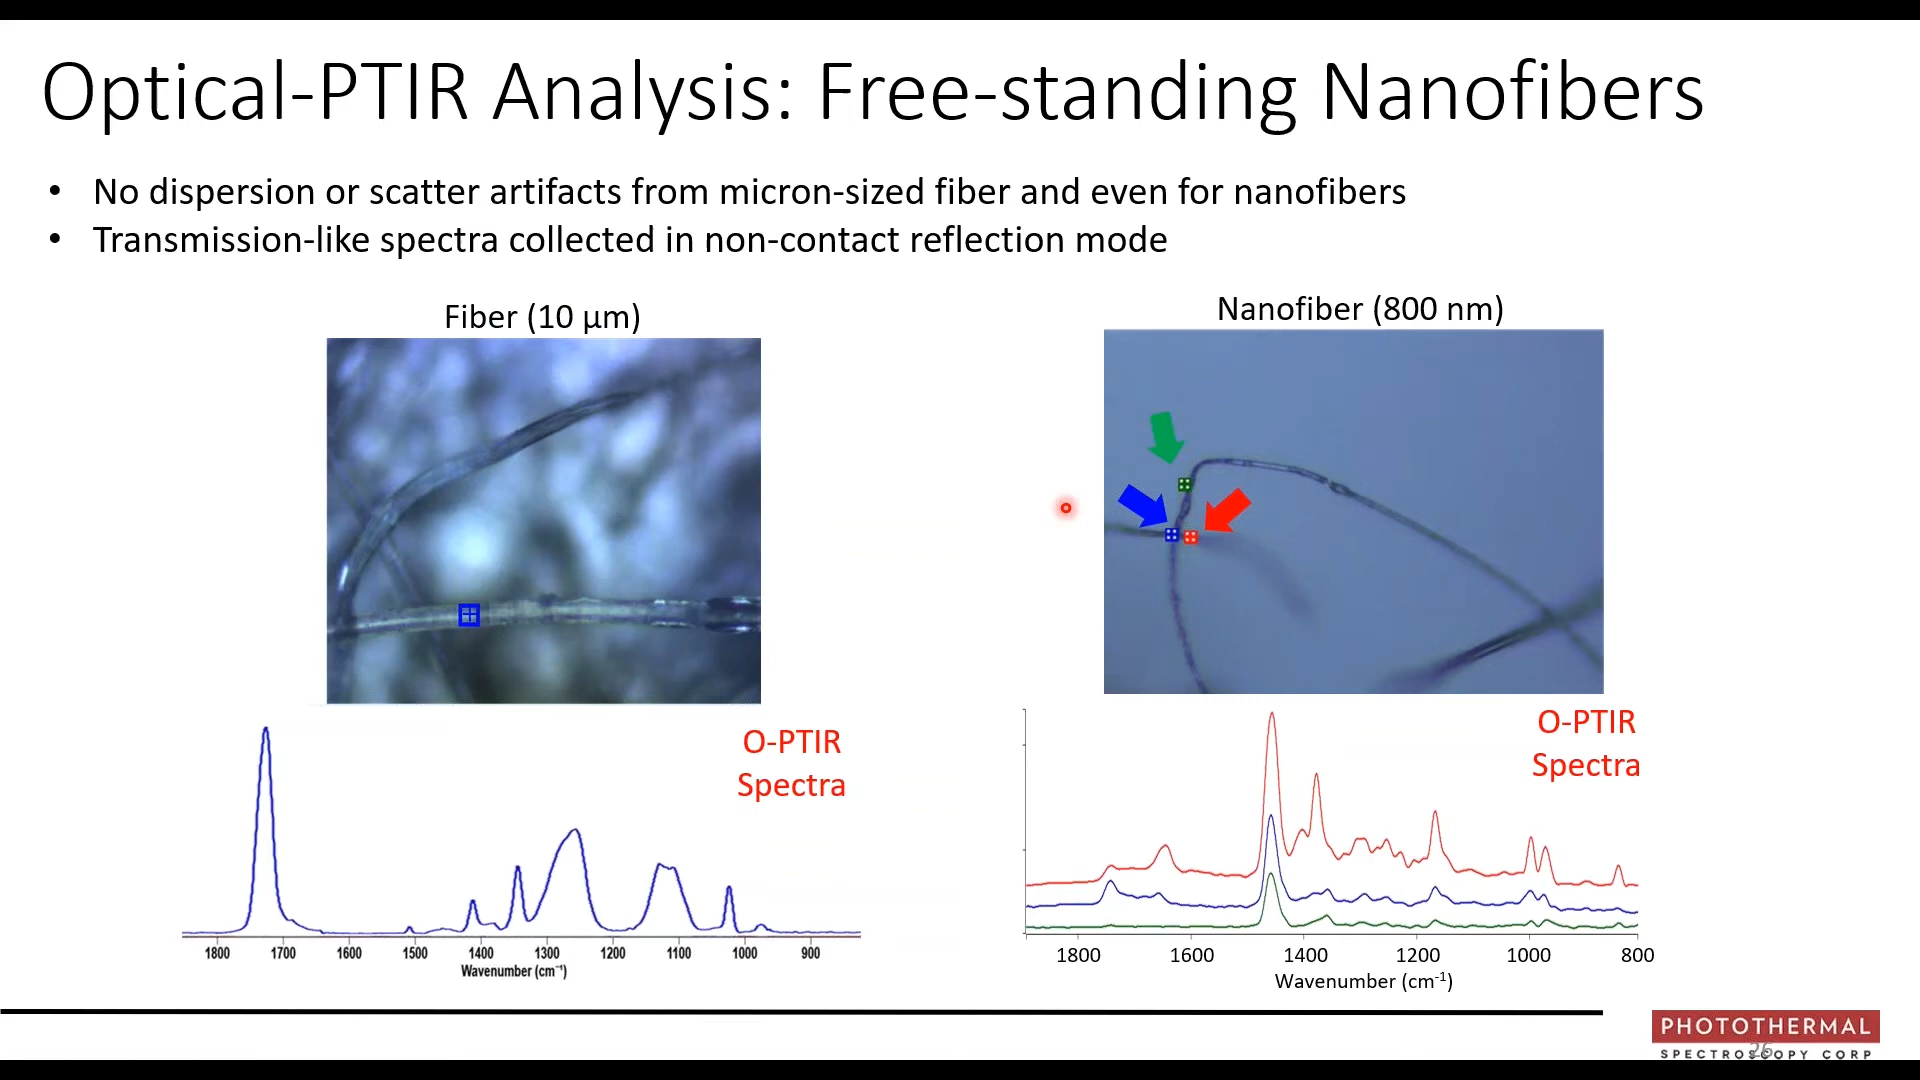 Optical-PTIR Analysis: Free-standing Nanofibers
• No dispersion or scatter artifacts from micron-sized fiber and even for nanofibers
• Transmission-like spectra collected in non-contact reflection mode
Fiber (10 µm)
Nanofiber (800 nm)
O-PTIR
Spectra
1800 1700 1600 1500 1400 1300 1200 1100 1000 900
Wavenumber (cm⁻¹)
O-PTIR
Spectra
1800 1600 1400 1200 1000 800
Wavenumber (cm⁻¹)
PHOTOTHERMAL
SPECTROSCOPY CORP
26